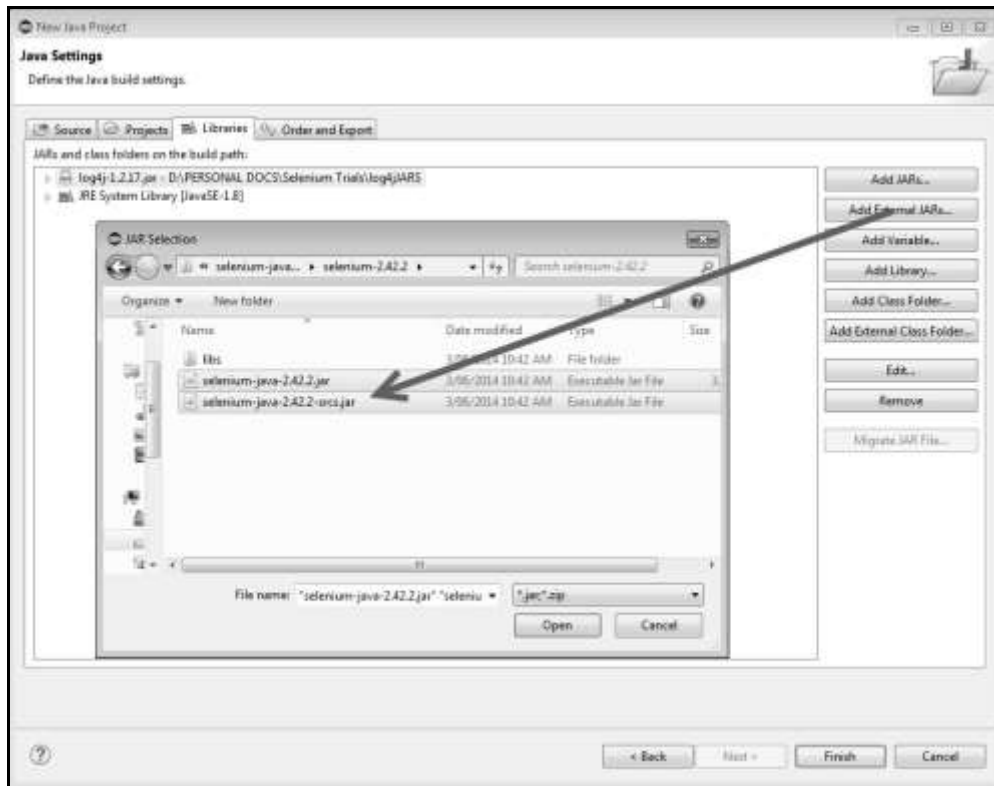 New Java Project
Java Settings
Define the Java build settings.
Source Projects Libraries Order and Export
JARs and class folders on the build path:
log4j-1.2.17.jar - D:\PERSONAL DOCS\Selenium Trials\log4jJARS
JRE System Library [JavaSE-1.8]
Add JARs...
Add External JARs...
Add Variable...
Add Library...
Add Class Folder...
Add External Class Folder...
Edit...
Remove
Migrate JAR File...
JAR Selection
« selenium-java... ▸ selenium-2.42.2 ▸
Search selenium-2.42.2
Organize New folder
Name Date modified Type Size
libs 3/06/2014 10:42 AM File folder
selenium-java-2.42.2.jar 3/06/2014 10:42 AM Executable Jar File
selenium-java-2.42.2-srcs.jar 3/06/2014 10:42 AM Executable Jar File
File name: "selenium-java-2.42.2.jar" "seleniu *.jar;*.zip
Open Cancel
? < Back Next > Finish Cancel